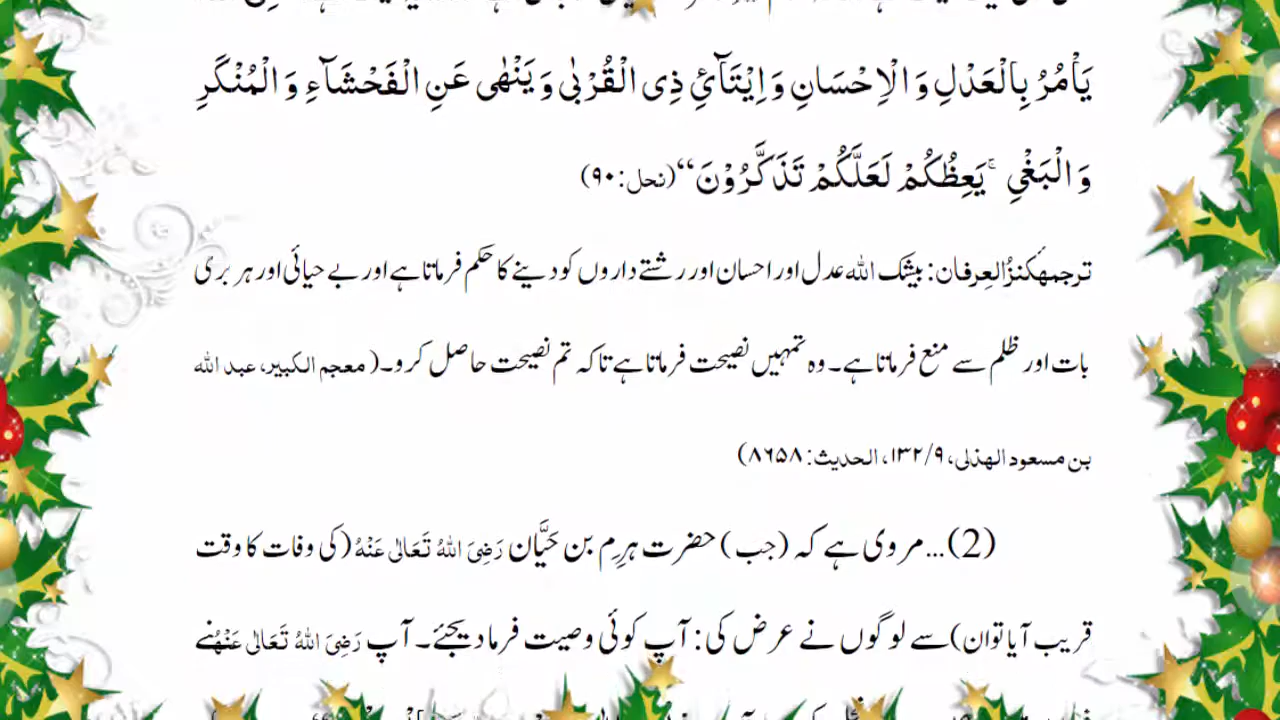 یَاْمُرُ بِالْعَدْلِ وَ الْاِحْسَانِ وَ اِیْتَآئِ ذِی الْقُرْبٰى وَ یَنْهٰى عَنِ الْفَحْشَآءِ وَ الْمُنْكَرِ
وَ الْبَغْیِ ۚ یَعِظُكُمْ لَعَلَّكُمْ تَذَكَّرُوْنَ“ (نحل:۹۰)
ترجمۂکنزُالعِرفان: بیشک اللہ عدل اور احسان اور رشتے داروں کو دینے کا حکم فرماتا ہے اور بے حیائی اور ہر بری
بات اور ظلم سے منع فرماتا ہے۔ وہ تمہیں نصیحت فرماتا ہے تاکہ تم نصیحت حاصل کرو۔( معجم الکبیر، عبد اللہ
بن مسعود الھذلی، ۹/۱۳۲، الحدیث: ۸۶۵۸)
(2)...مروی ہے کہ (جب) حضرت ہرِم بن حَیَّان رَضِیَ اللہُ تَعَالٰی عَنْہُ (کی وفات کا وقت
قریب آیا تو ان) سے لوگوں نے عرض کی: آپ کوئی وصیت فرما دیجئے۔ آپ رَضِیَ اللہُ تَعَالٰی عَنْہُ نے